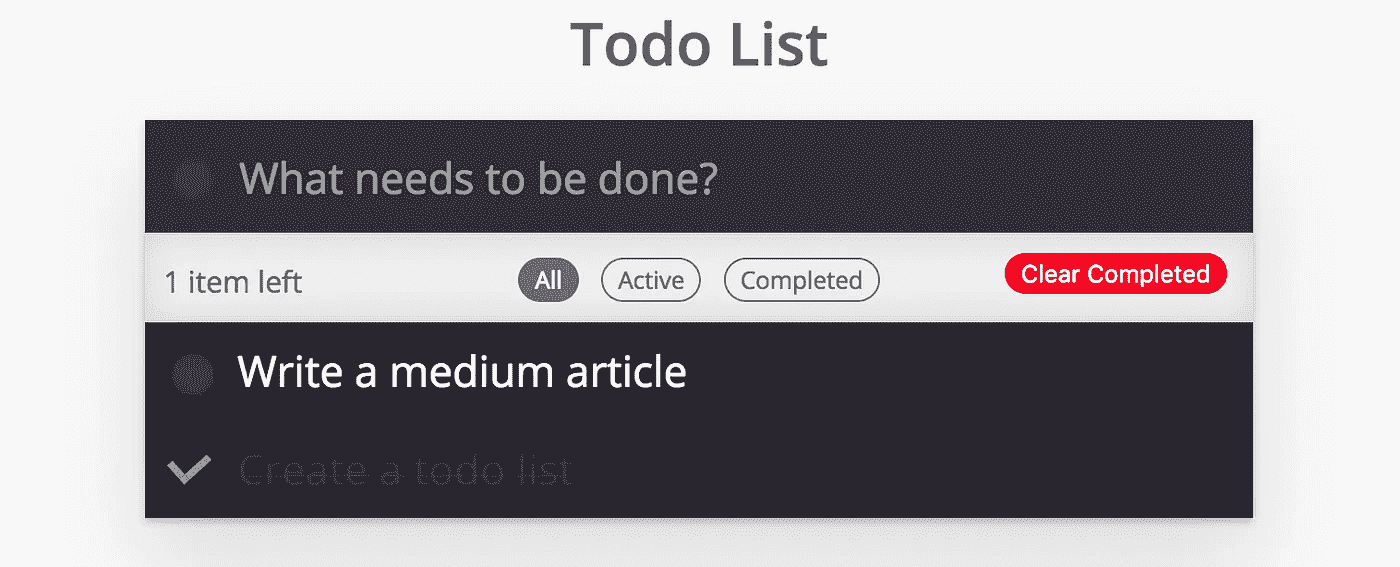 Todo List
What needs to be done?
1 item left All Active Completed Clear Completed
Write a medium article
Create a todo list